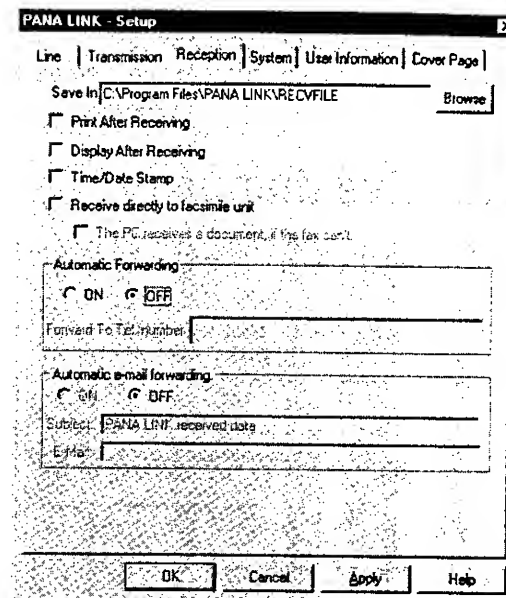 PANA LINK - Setup
Line Transmission Reception System User Information Cover Page
Save In C:\Program Files\PANA LINK\RECVFILE Browse
Print After Receiving
Display After Receiving
Time/Date Stamp
Receive directly to facsimile unit
The PC receives a document, if the fax can't.
Automatic Forwarding
ON OFF
Forward To Tel. number
Automatic e-mail forwarding
ON OFF
Subject: PANA LINK received data
E-Mail:
OK Cancel Apply Help